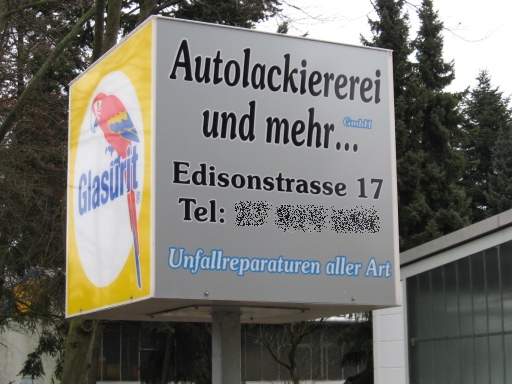 Glasurit
Autolackiererei
und mehr... GmbH
Edisonstrasse 17
Tel:
Unfallreparaturen aller Art